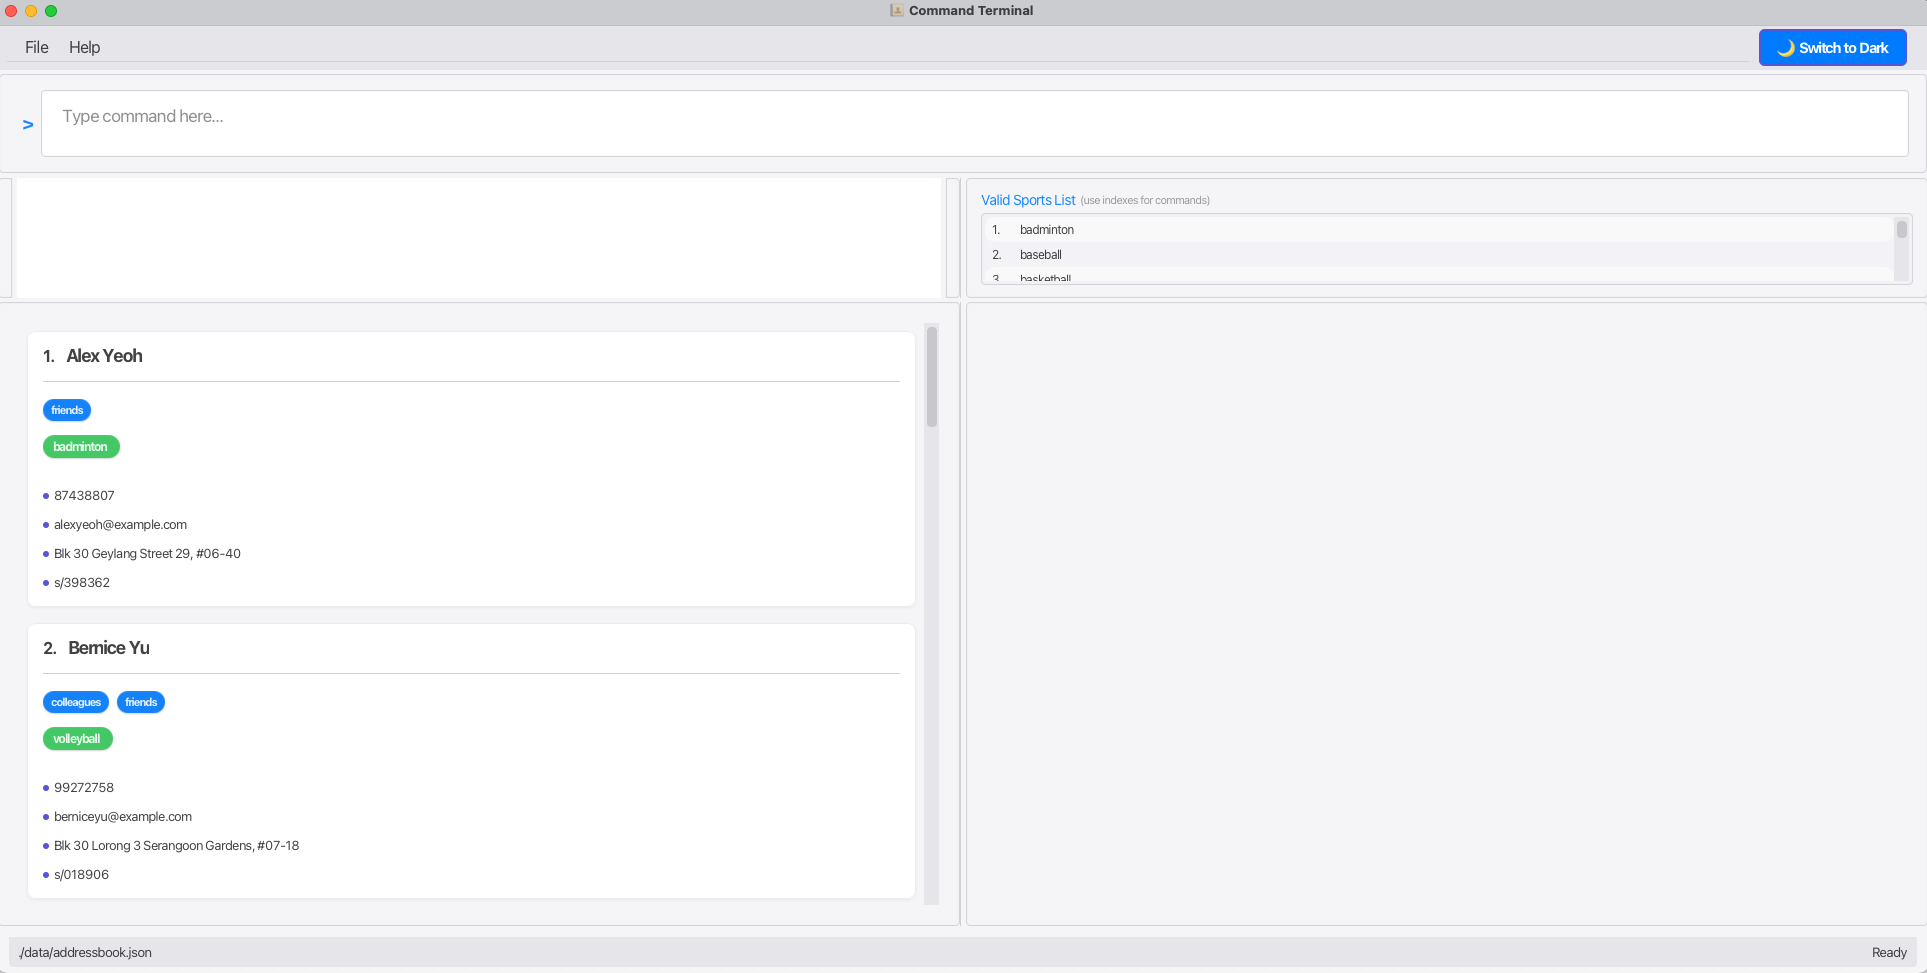 Command Terminal
File Help
🌙 Switch to Dark
> Type command here...
Valid Sports List (use indexes for commands)
1. badminton
2. baseball
3. basketball
1. Alex Yeoh
friends
badminton
87438807
alexyeoh@example.com
Blk 30 Geylang Street 29, #06-40
s/398362
2. Bernice Yu
colleagues friends
volleyball
99272758
berniceyu@example.com
Blk 30 Lorong 3 Serangoon Gardens, #07-18
s/018906
./data/addressbook.json
Ready